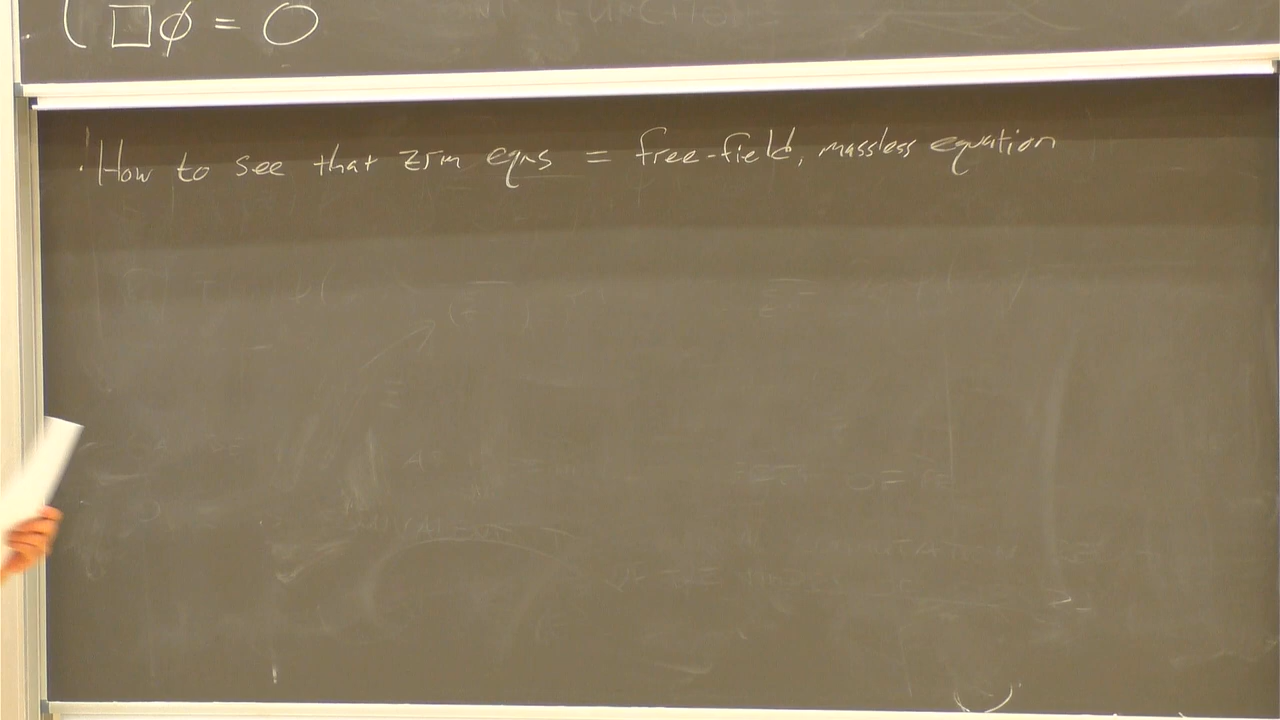 ( □φ = 0
How to see that zrm eqns = free-field, massless equation